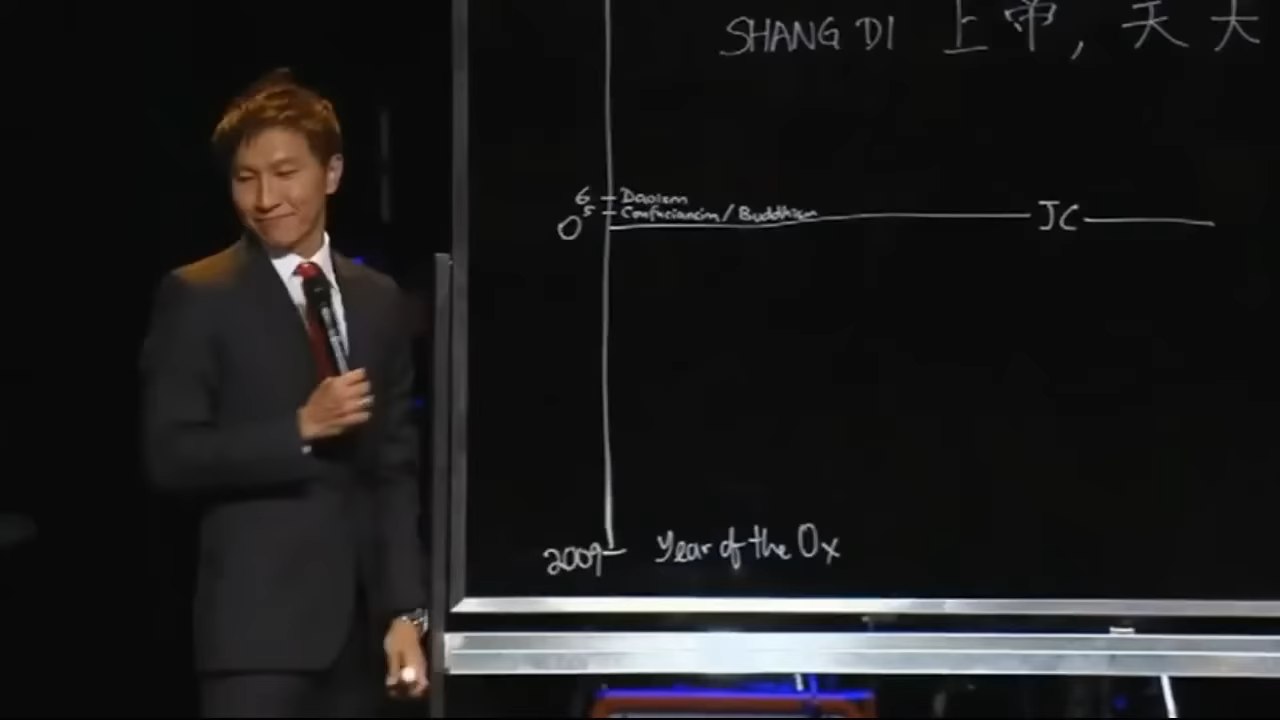 SHANG DI 上帝, 天大
6 Daoism
5 Confucianism / Buddhism
0 JC
2009 Year of the Ox